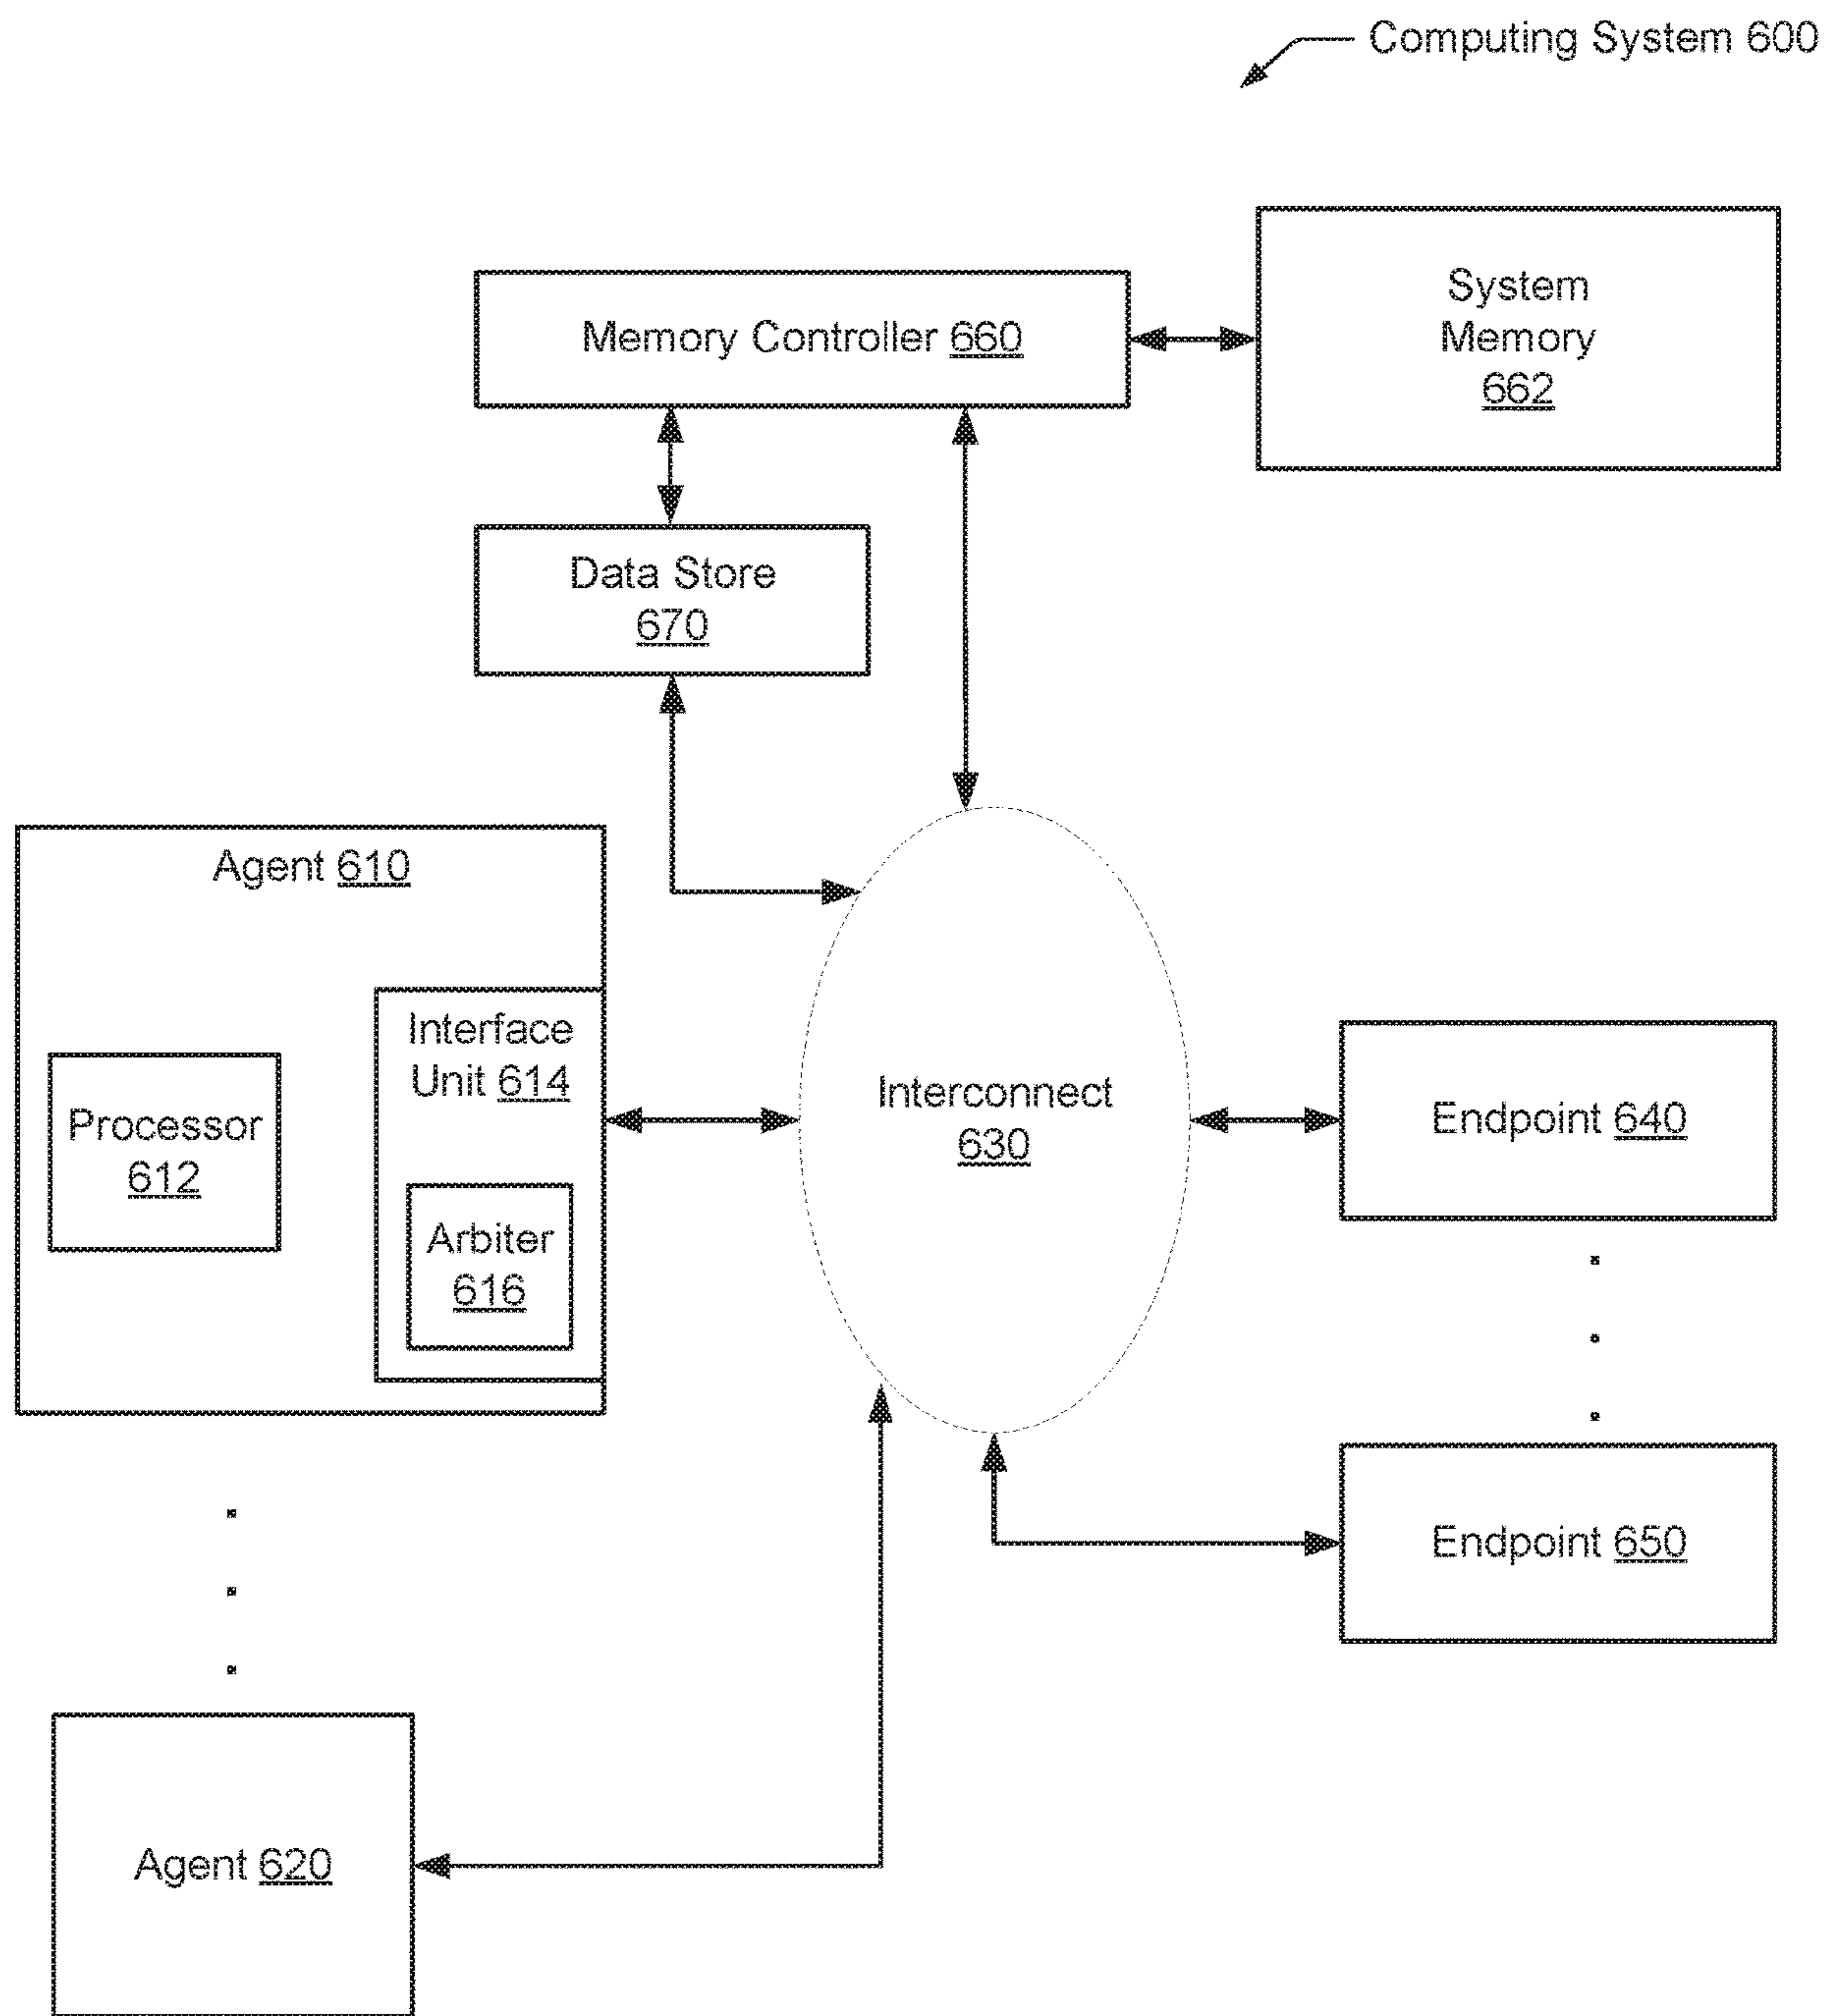 Computing System 600
System
Memory
662
Memory Controller 660
Data Store
670
Agent 610
Interface
Unit 614
Processor
612
Arbiter
616
Interconnect
630
Endpoint 640
Endpoint 650
Agent 620